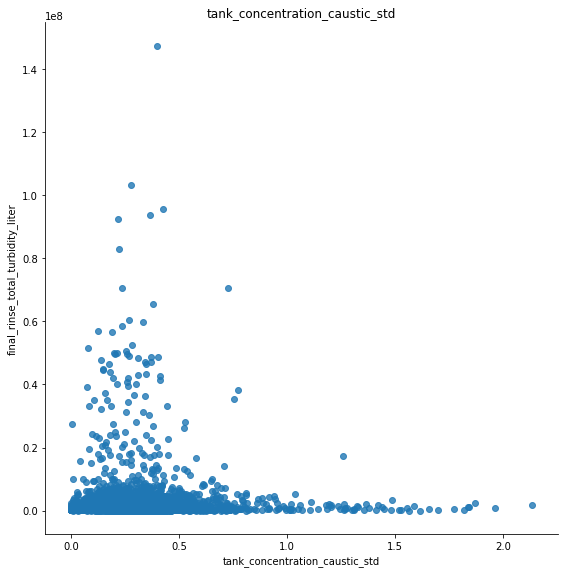 tank_concentration_caustic_std
1e8
1.4
1.2
1.0
0.8
0.6
0.4
0.2
0.0
final_rinse_total_turbidity_liter
0.0 0.5 1.0 1.5 2.0
tank_concentration_caustic_std